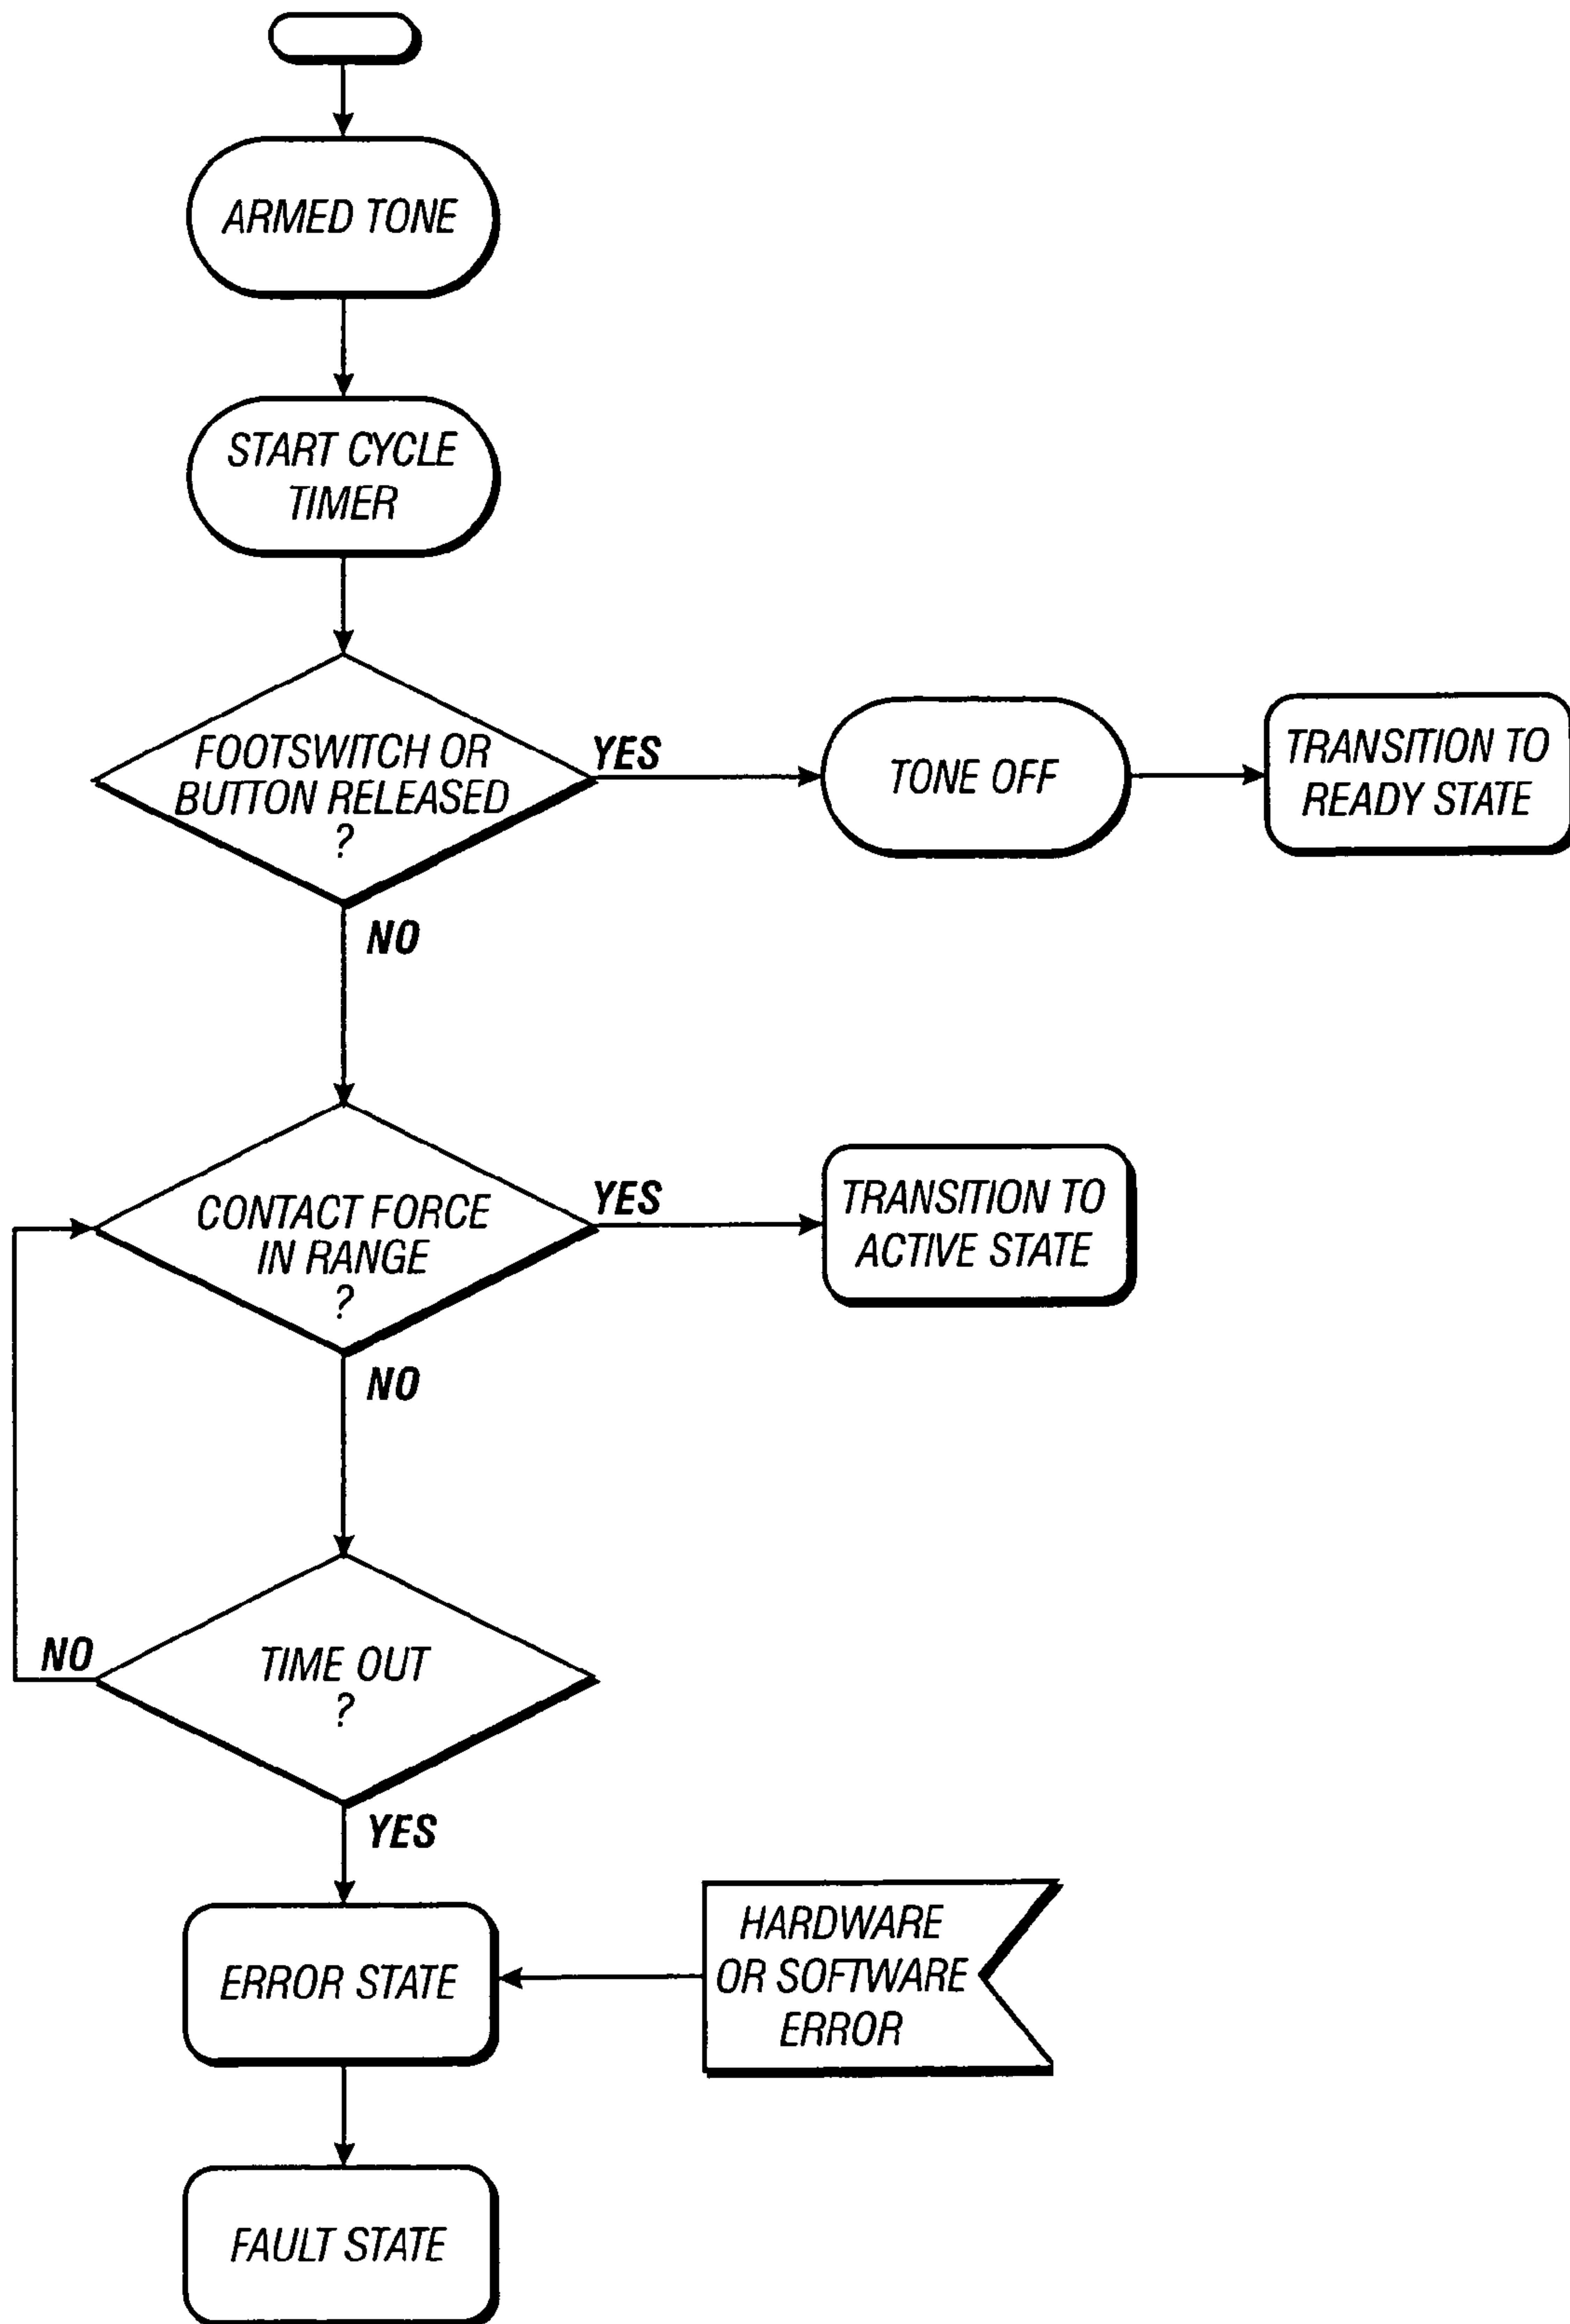 ARMED TONE
START CYCLE
TIMER
FOOTSWITCH OR
BUTTON RELEASED
?
YES
TONE OFF
TRANSITION TO
READY STATE
NO
CONTACT FORCE
IN RANGE
?
YES
TRANSITION TO
ACTIVE STATE
NO
TIME OUT
?
NO
YES
ERROR STATE
HARDWARE
OR SOFTWARE
ERROR
FAULT STATE